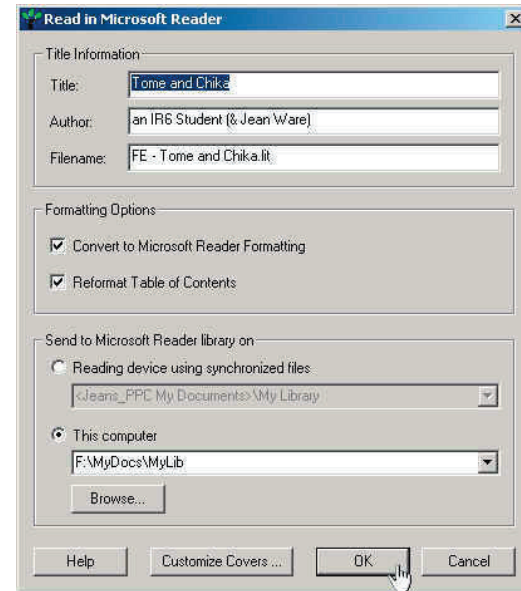 Read in Microsoft Reader
Title Information
Title: Tome and Chika
Author: an IR6 Student (& Jean Ware)
Filename: FE - Tome and Chika.lit
Formatting Options
Convert to Microsoft Reader Formatting
Reformat Table of Contents
Send to Microsoft Reader library on
Reading device using synchronized files
<Jeans_PPC My Documents>\My Library
This computer
F:\MyDocs\MyLib
Browse...
Help Customize Covers ... OK Cancel